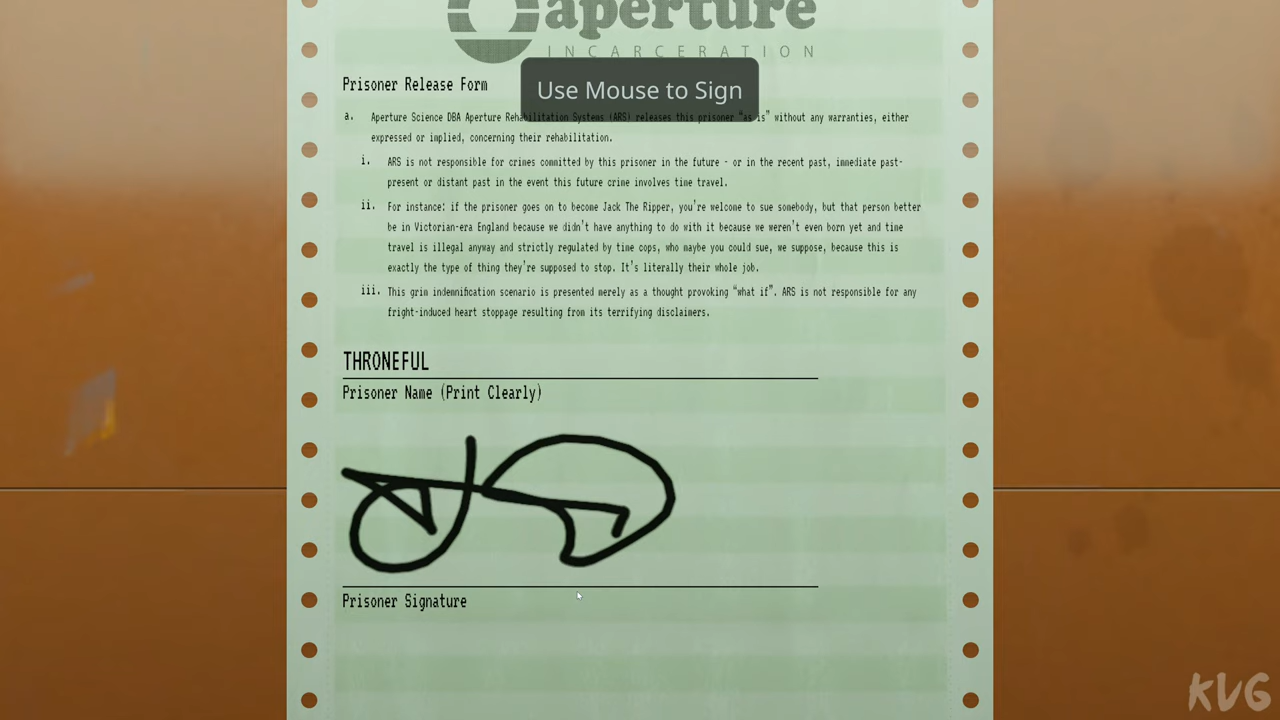 aperture
INCARCERATION
Use Mouse to Sign
Prisoner Release Form
a. Aperture Science DBA Aperture Rehabilitation Systems (ARS) releases this prisoner "as is" without any warranties, either
expressed or implied, concerning their rehabilitation.
i. ARS is not responsible for crimes committed by this prisoner in the future - or in the recent past, immediate past-
present or distant past in the event this future crime involves time travel.
ii. For instance: if the prisoner goes on to become Jack The Ripper, you're welcome to sue somebody, but that person better
be in Victorian-era England because we didn't have anything to do with it because we weren't even born yet and time
travel is illegal anyway and strictly regulated by time cops, who maybe you could sue, we suppose, because this is
exactly the type of thing they're supposed to stop. It's literally their whole job.
iii. This grim indemnification scenario is presented merely as a thought provoking "what if". ARS is not responsible for any
fright-induced heart stoppage resulting from its terrifying disclaimers.
THRONEFUL
Prisoner Name (Print Clearly)
Prisoner Signature
KVG